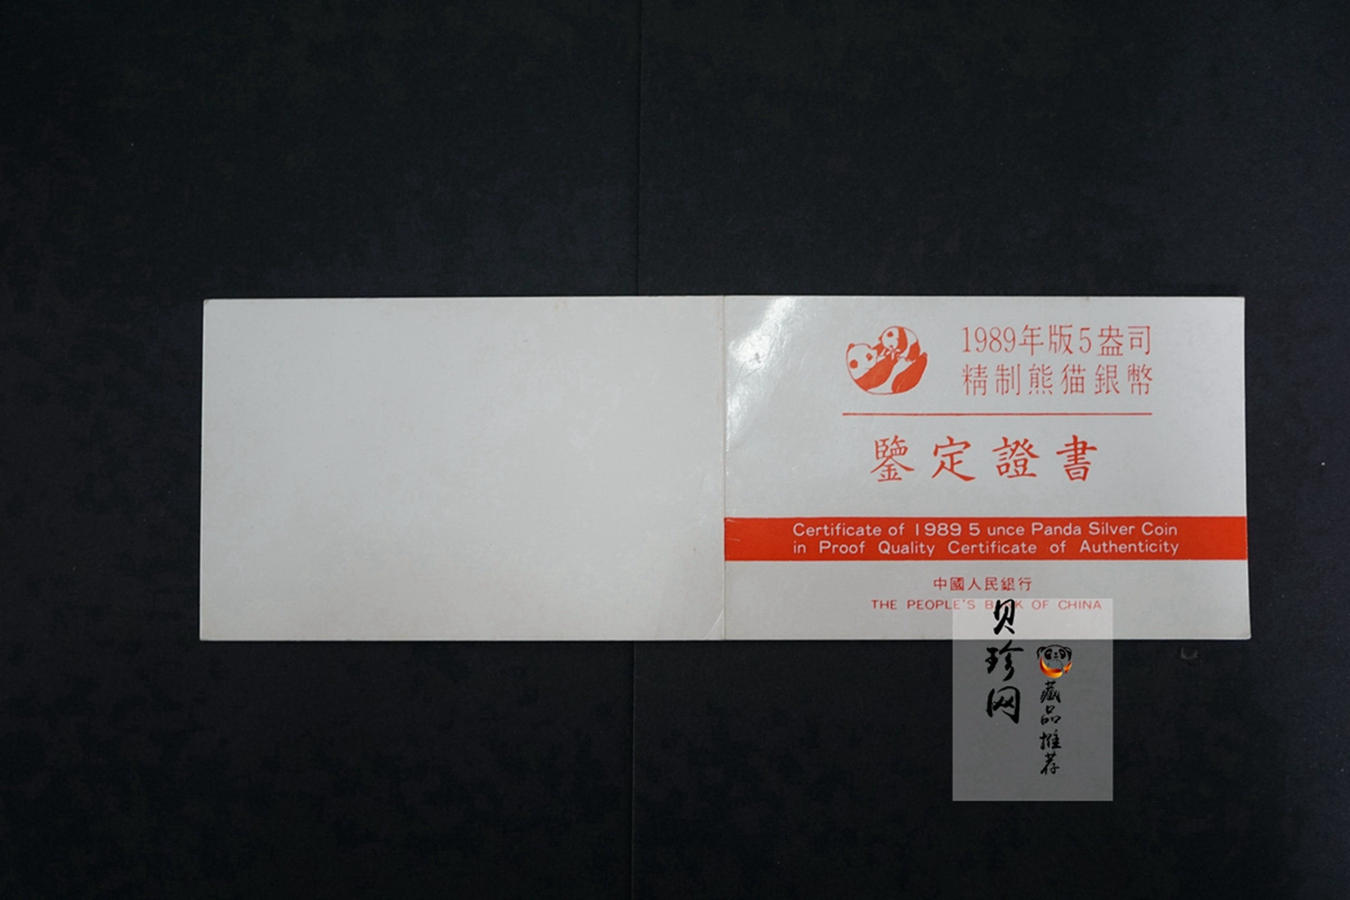 1989年版5盎司
精制熊猫銀幣
鑒定證書
Certificate of 1989 5 unce Panda Silver Coin
in Proof Quality Certificate of Authenticity
中國人民銀行
THE PEOPLE'S BANK OF CHINA
贝珍网
藏品推荐